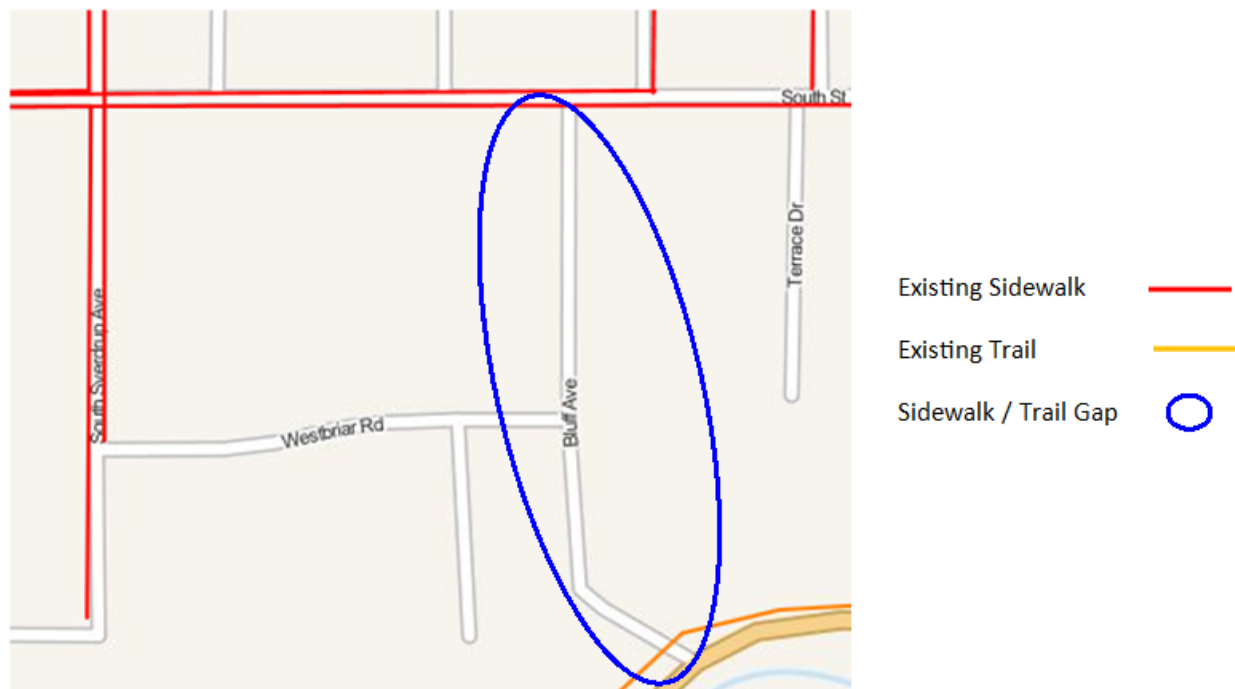 South St
Terrace Dr
South Sverdrup Ave
Bluff Ave
Westbriar Rd
Existing Sidewalk
Existing Trail
Sidewalk / Trail Gap